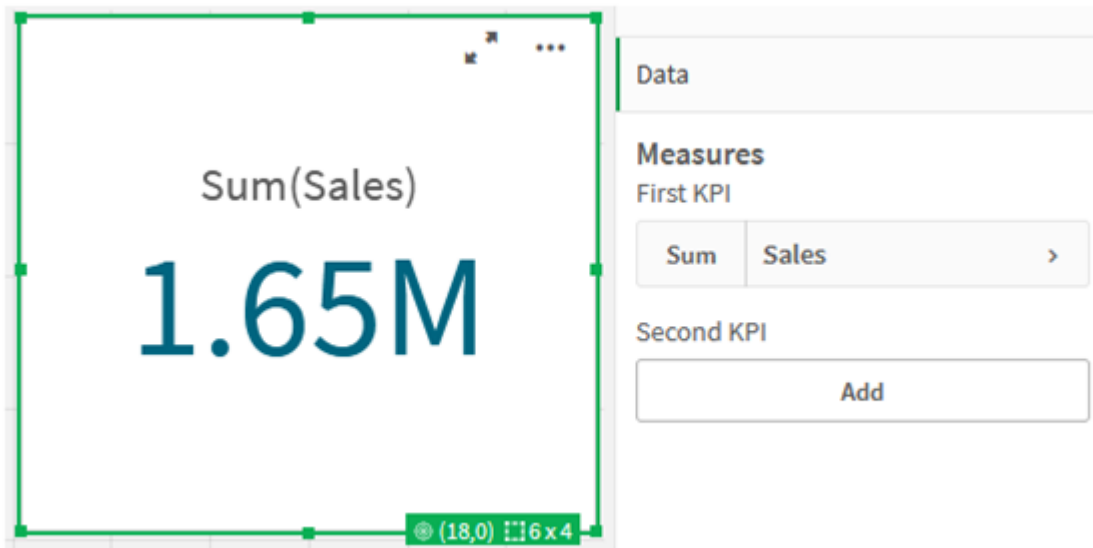 Sum(Sales)
1.65M
(18,0) 6 x 4
Data
Measures
First KPI
Sum Sales
Second KPI
Add